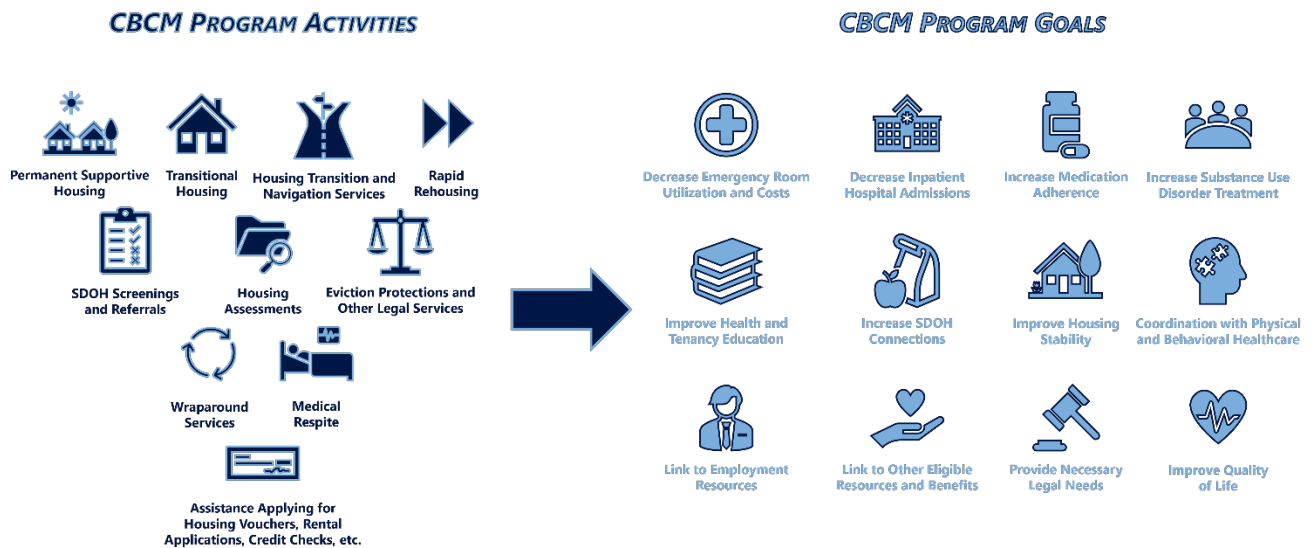 CBCM PROGRAM ACTIVITIES
Permanent Supportive
Housing
Transitional
Housing
Housing Transition and
Navigation Services
Rapid
Rehousing
SDOH Screenings
and Referrals
Housing
Assessments
Eviction Protections and
Other Legal Services
Wraparound
Services
Medical
Respite
Assistance Applying for
Housing Vouchers, Rental
Applications, Credit Checks, etc.
CBCM PROGRAM GOALS
Decrease Emergency Room
Utilization and Costs
Decrease Inpatient
Hospital Admissions
Increase Medication
Adherence
Increase Substance Use
Disorder Treatment
Improve Health and
Tenancy Education
Increase SDOH
Connections
Improve Housing
Stability
Coordination with Physical
and Behavioral Healthcare
Link to Employment
Resources
Link to Other Eligible
Resources and Benefits
Provide Necessary
Legal Needs
Improve Quality
of Life